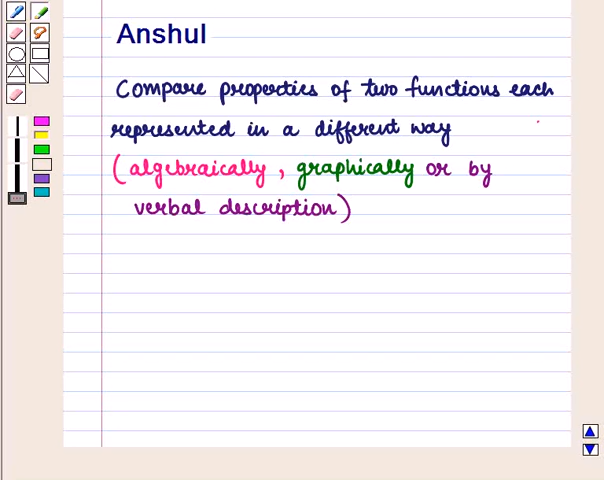 Anshul
Compare properties of two functions each
represented in a different way
(algebraically, graphically or by
verbal description)